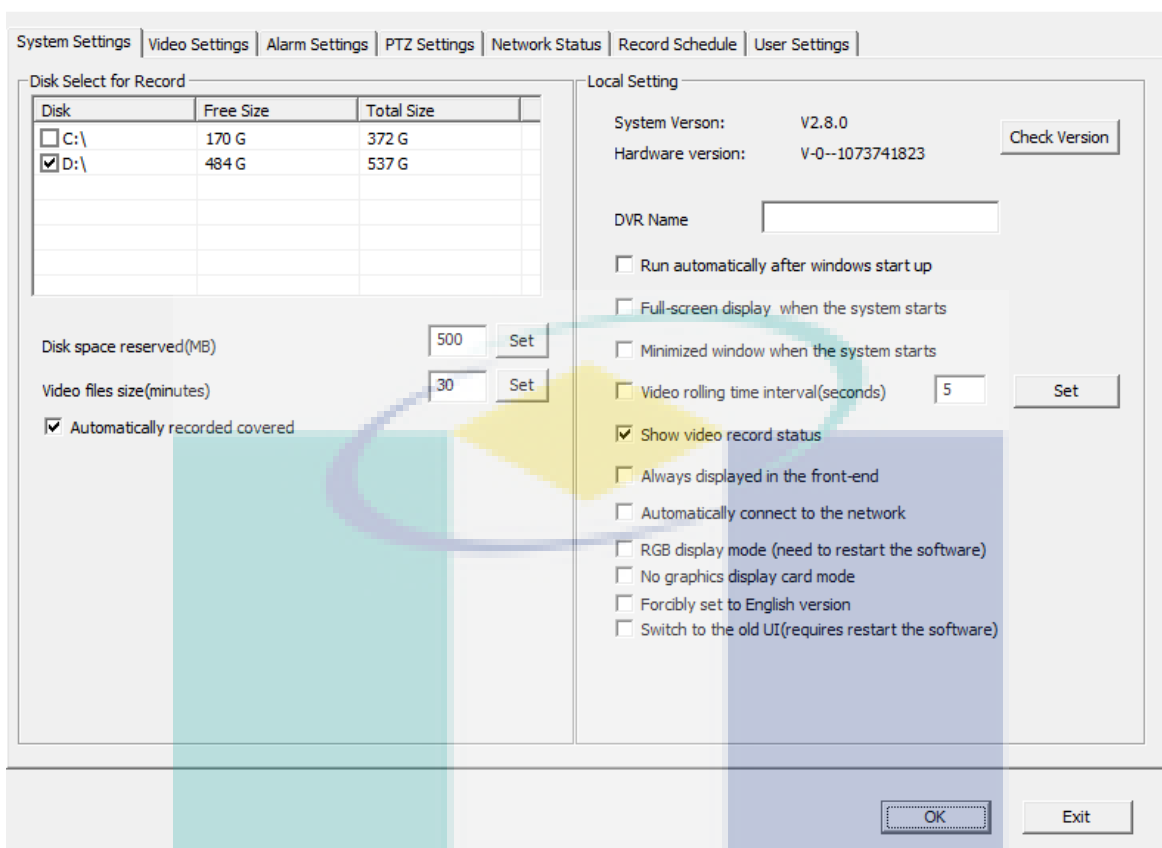 System Settings Video Settings Alarm Settings PTZ Settings Network Status Record Schedule User Settings
Disk Select for Record
Disk Free Size Total Size
C:\ 170 G 372 G
D:\ 484 G 537 G
Disk space reserved(MB) 500 Set
Video files size(minutes) 30 Set
Automatically recorded covered
Local Setting
System Verson: V2.8.0
Hardware version: V-0--1073741823
Check Version
DVR Name
Run automatically after windows start up
Full-screen display when the system starts
Minimized window when the system starts
Video rolling time interval(seconds) 5 Set
Show video record status
Always displayed in the front-end
Automatically connect to the network
RGB display mode (need to restart the software)
No graphics display card mode
Forcibly set to English version
Switch to the old UI(requires restart the software)
OK Exit